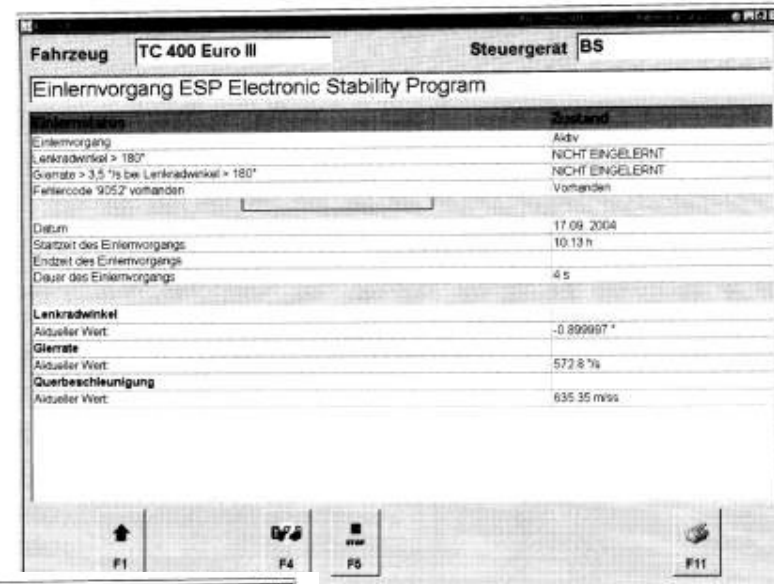 Fahrzeug TC 400 Euro III Steuergerät BS
Einlernvorgang ESP Electronic Stability Program
Einlernstatus Zustand
Einlernvorgang Aktiv
Lenkradwinkel > 180° NICHT EINGELERNT
Gierrate > 3,5 °/s bei Lenkradwinkel > 180° NICHT EINGELERNT
Fehlercode '9052' vorhanden Vorhanden
Datum 17.09. 2004
Startzeit des Einlernvorgangs 10:13 h
Endzeit des Einlernvorgangs
Dauer des Einlernvorgangs 4 s
Lenkradwinkel
Aktueller Wert: -0.899997 °
Gierrate
Aktueller Wert: 572.8 °/s
Querbeschleunigung
Aktueller Wert: 635.35 m/ss
STOP
F1 F4 F5 F11